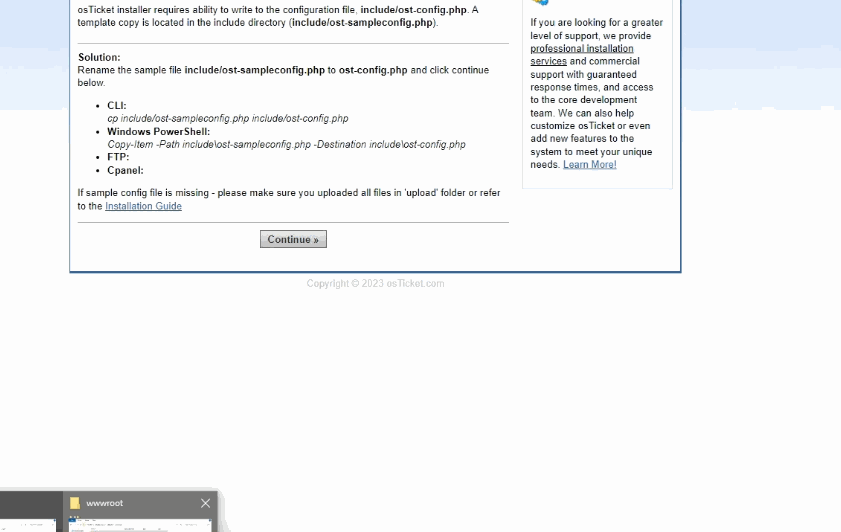 osTicket installer requires ability to write to the configuration file, include/ost-config.php. A
template copy is located in the include directory (include/ost-sampleconfig.php).
Solution:
Rename the sample file include/ost-sampleconfig.php to ost-config.php and click continue
below.
• CLI:
cp include/ost-sampleconfig.php include/ost-config.php
• Windows PowerShell:
Copy-Item -Path include\ost-sampleconfig.php -Destination include\ost-config.php
• FTP:
• Cpanel:
If sample config file is missing - please make sure you uploaded all files in 'upload' folder or refer
to the Installation Guide
Continue »
If you are looking for a greater
level of support, we provide
professional installation
services and commercial
support with guaranteed
response times, and access
to the core development
team. We can also help
customize osTicket or even
add new features to the
system to meet your unique
needs. Learn More!
Copyright © 2023 osTicket.com
wwwroot